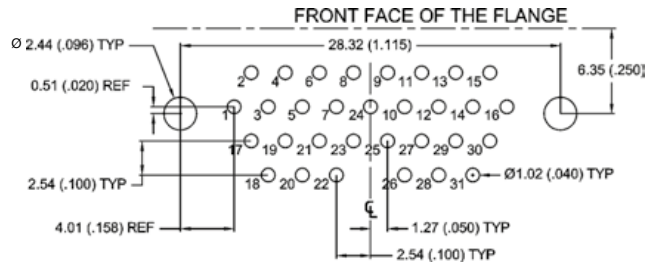 FRONT FACE OF THE FLANGE
Ø 2.44 (.096) TYP
28.32 (1.115)
6.35 (.250)
0.51 (.020) REF
2 4 6 8 9 11 13 15
1 3 5 7 24 10 12 14 16
17 19 21 23 25 27 29 30
2.54 (.100) TYP
18 20 22 26 28 31
Ø1.02 (.040) TYP
4.01 (.158) REF
℄
1.27 (.050) TYP
2.54 (.100) TYP